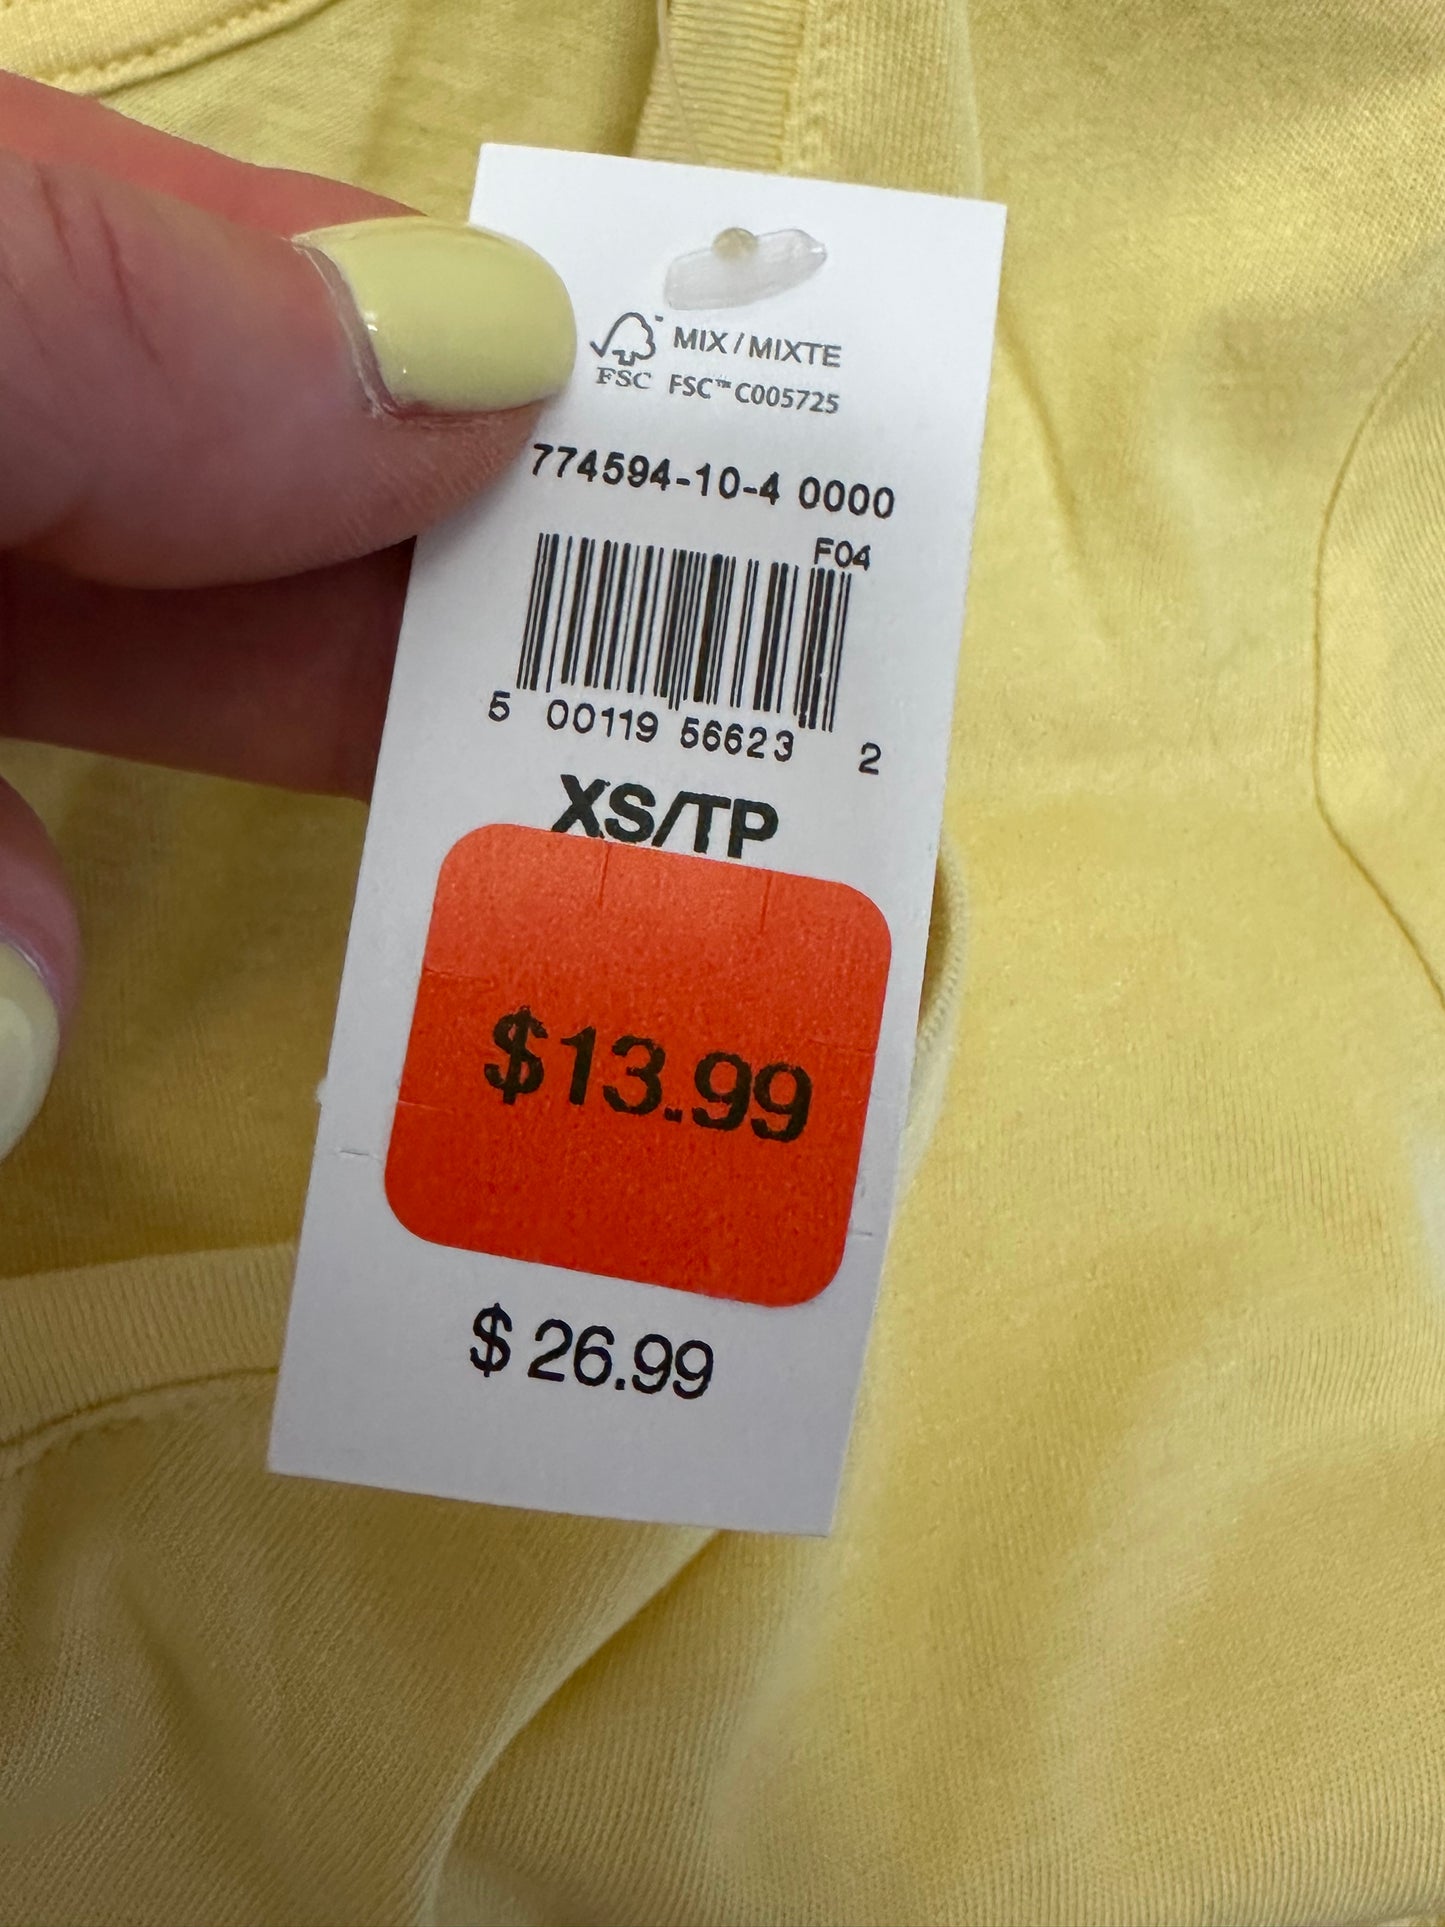 MIX/MIXTE
FSC FSC™ C005725
774594-10-4 0000
F04
5 00119 56623 2
XS/TP
$13.99
$26.99